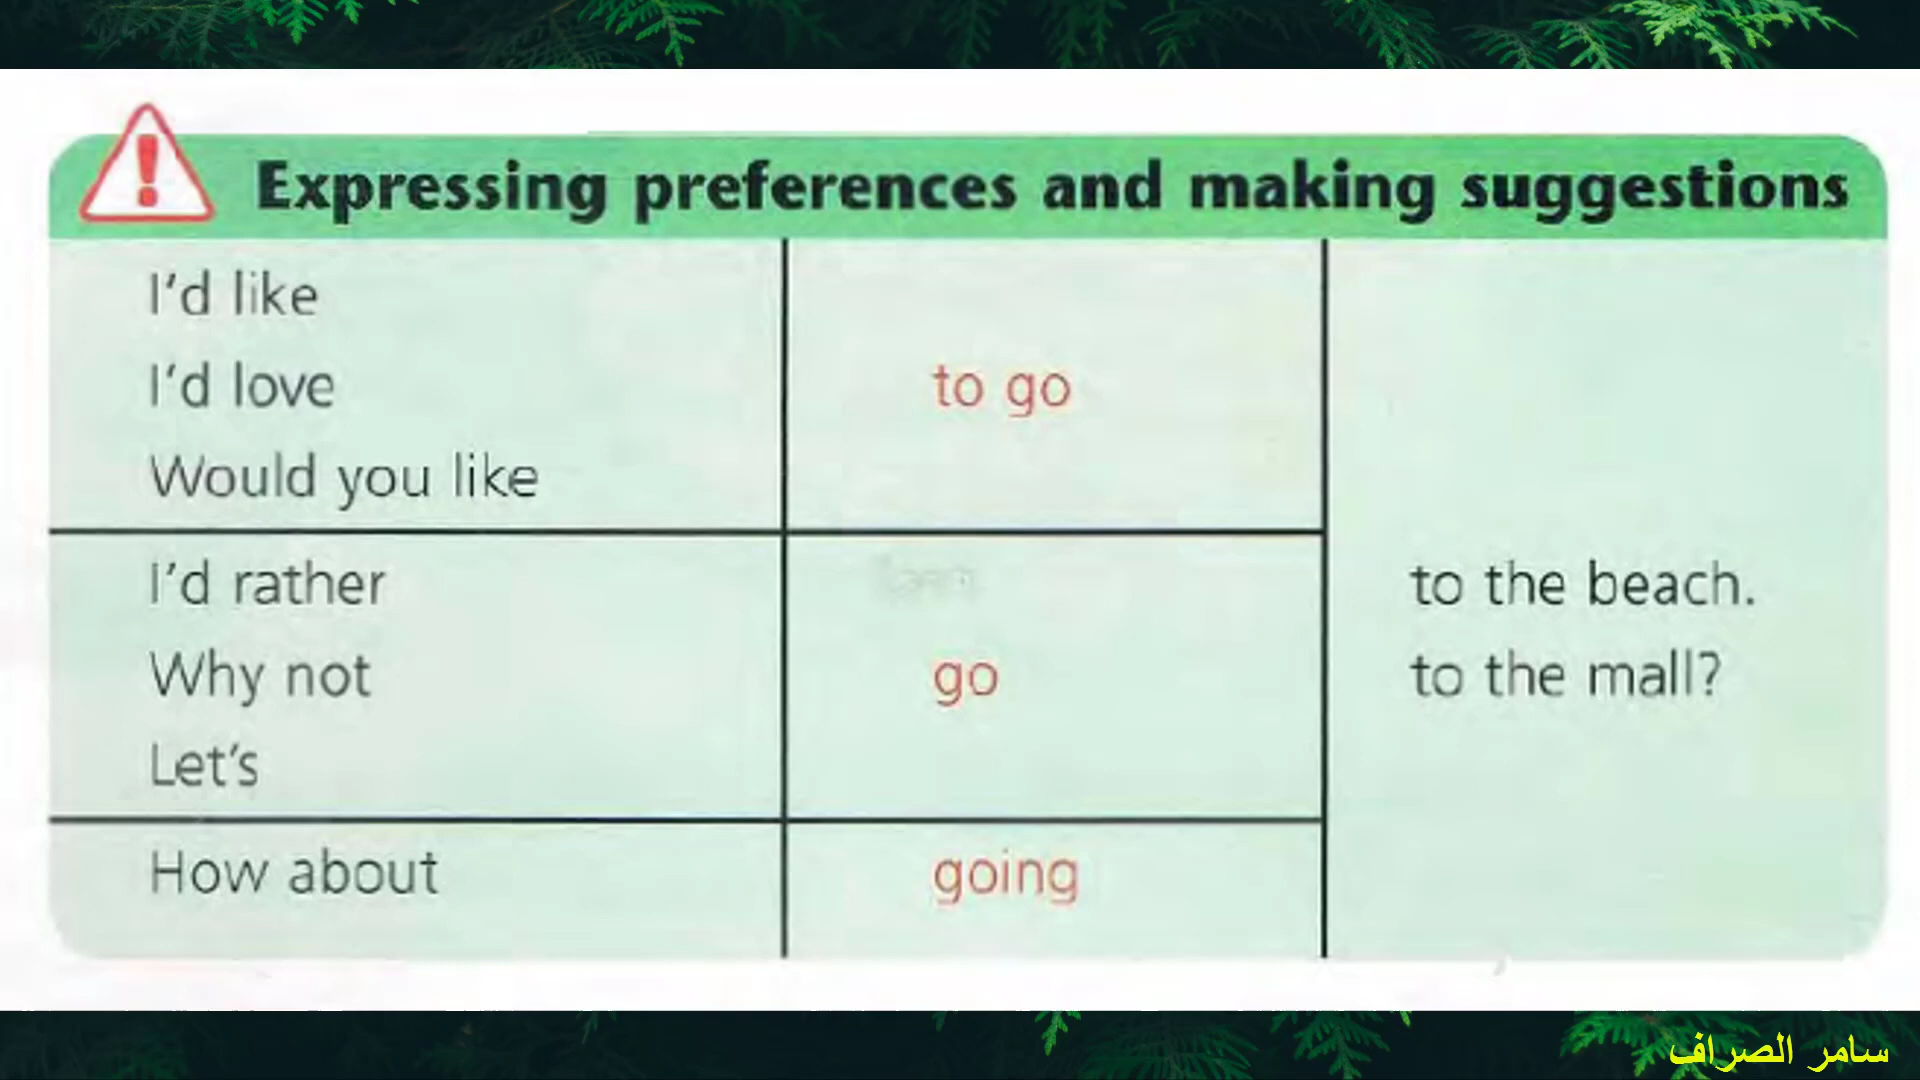 Expressing preferences and making suggestions
I'd like
I'd love
to go
Would you like
I'd rather
to the beach.
Why not
go
to the mall?
Let's
How about
going
سامر الصراف